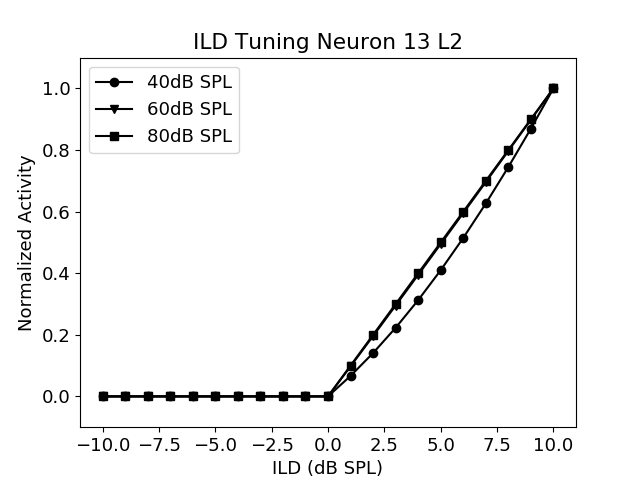 ILD Tuning Neuron 13 L2
40dB SPL
60dB SPL
80dB SPL
1.0
0.8
0.6
0.4
0.2
0.0
Normalized Activity
−10.0 −7.5 −5.0 −2.5 0.0 2.5 5.0 7.5 10.0
ILD (dB SPL)